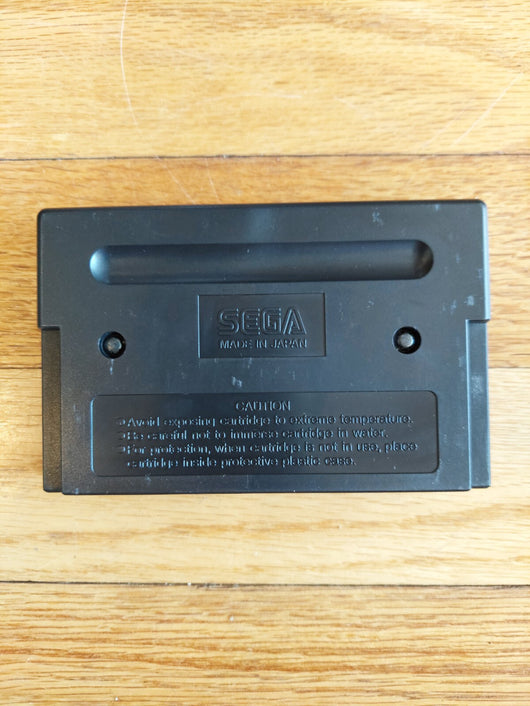 SEGA
MADE IN JAPAN
CAUTION
• Avoid exposing cartridge to extreme temperature.
• Be careful not to immerse cartridge in water.
• For protection, when cartridge is not in use, place
cartridge inside protective plastic case.